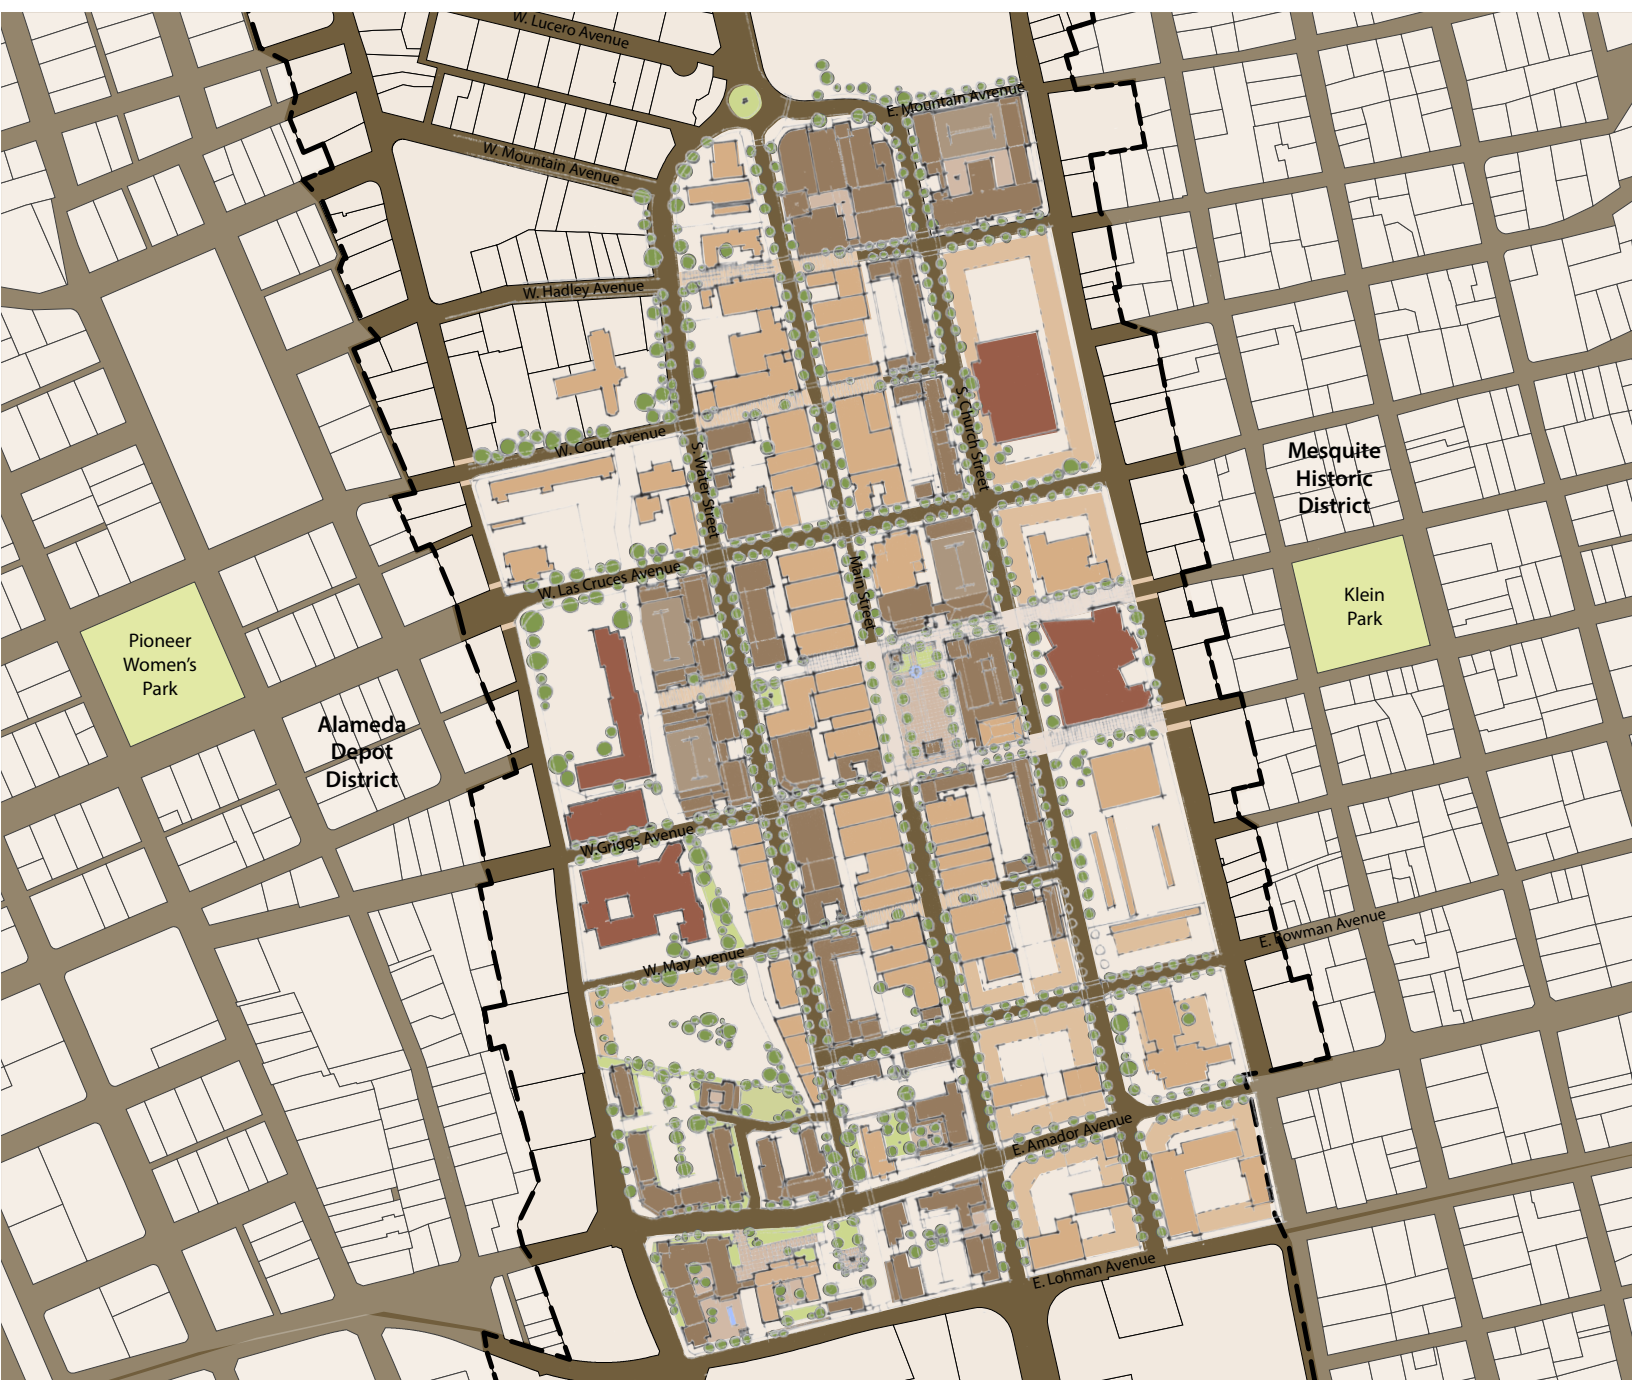 W. Lucero Avenue
E. Mountain Avrenue
W. Mountain Avenue
W. Hadley Avenue
S. Church Street
W. Court Avenue
S. Water Street
Mesquite
Historic
District
W. Las Cruces Avenue
Main Street
Klein
Park
Pioneer
Women's
Park
Alameda
Depot
District
W.Griggs Avenue
E. Bowman Avenue
W. May Avenue
E. Amador Avenue
E. Lohman Avenue